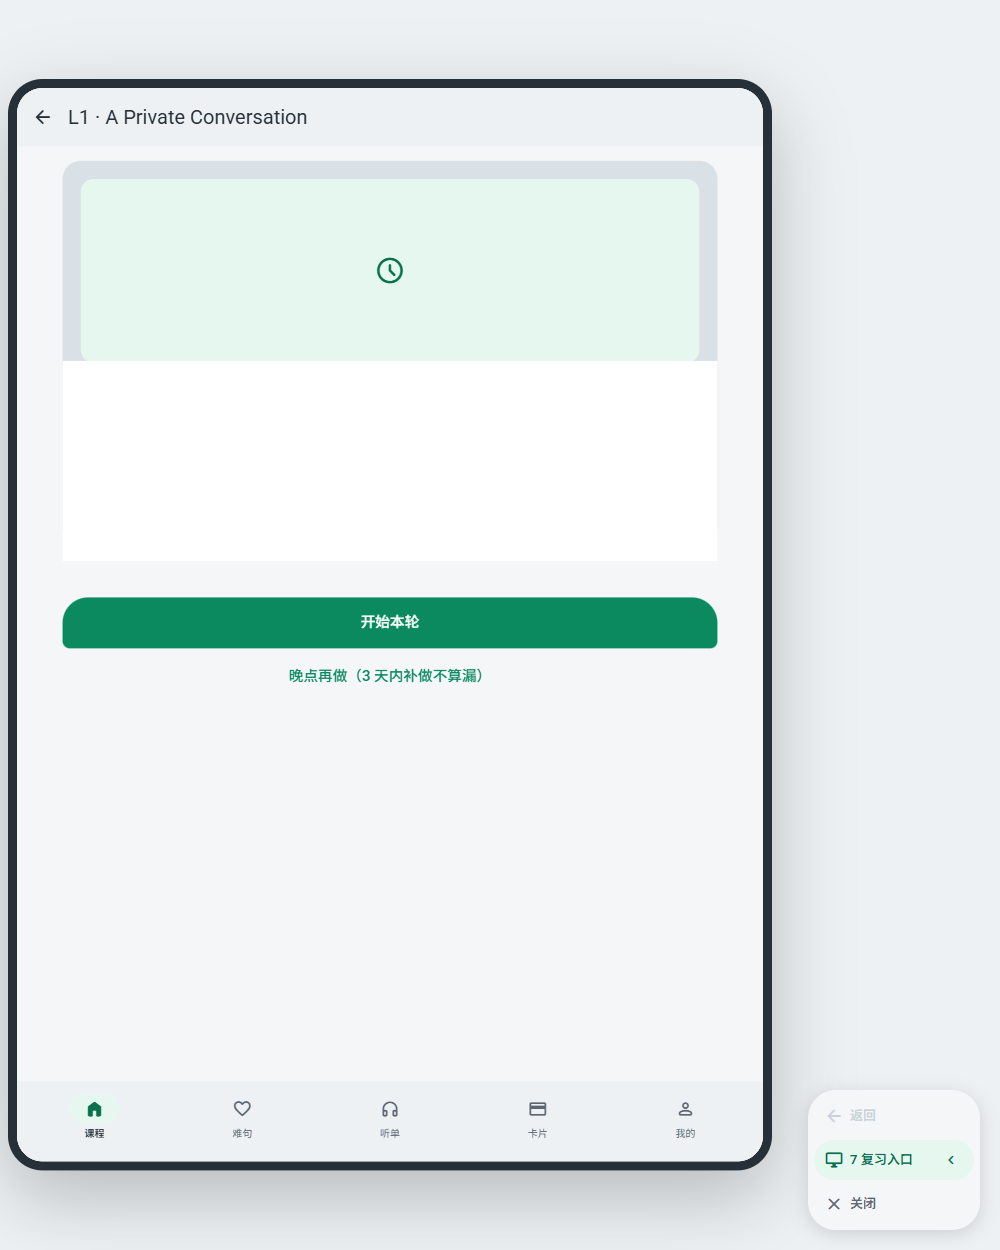 L1 · A Private Conversation
开始本轮
晚点再做（3 天内补做不算漏）
课程
难句
听单
卡片
我的
返回
7 复习入口
关闭